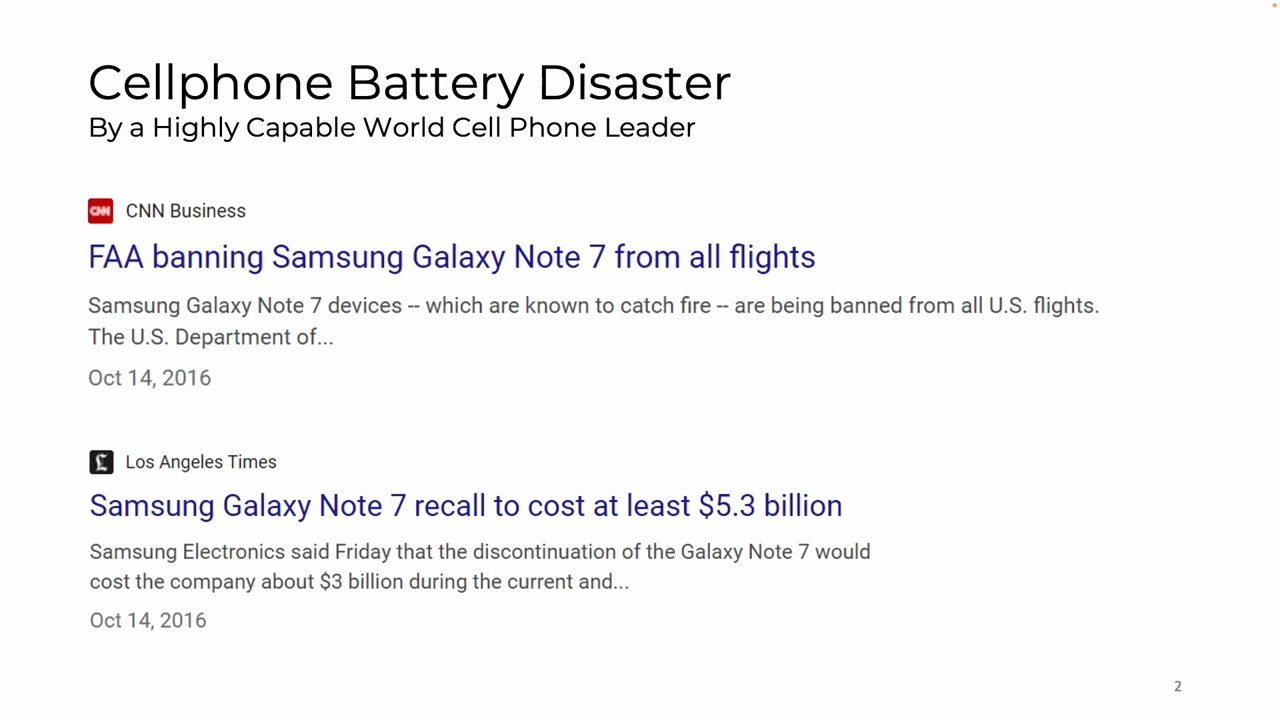 Cellphone Battery Disaster
By a Highly Capable World Cell Phone Leader
CNN
CNN Business
FAA banning Samsung Galaxy Note 7 from all flights
Samsung Galaxy Note 7 devices -- which are known to catch fire -- are being banned from all U.S. flights.
The U.S. Department of...
Oct 14, 2016
L
Los Angeles Times
Samsung Galaxy Note 7 recall to cost at least $5.3 billion
Samsung Electronics said Friday that the discontinuation of the Galaxy Note 7 would
cost the company about $3 billion during the current and...
Oct 14, 2016
2